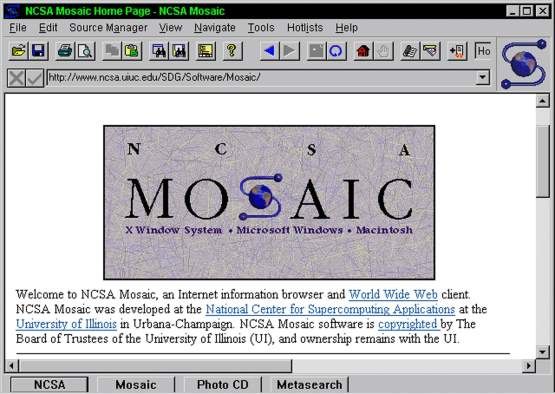 NCSA Mosaic Home Page - NCSA Mosaic
File Edit Source Manager View Navigate Tools Hotlists Help
Ho
http://www.ncsa.uiuc.edu/SDG/Software/Mosaic/
N C S A
MOSAIC
X Window System • Microsoft Windows • Macintosh
Welcome to NCSA Mosaic, an Internet information browser and World Wide Web client.
NCSA Mosaic was developed at the National Center for Supercomputing Applications at the
University of Illinois in Urbana-Champaign. NCSA Mosaic software is copyrighted by The
Board of Trustees of the University of Illinois (UI), and ownership remains with the UI.
NCSA Mosaic Photo CD Metasearch